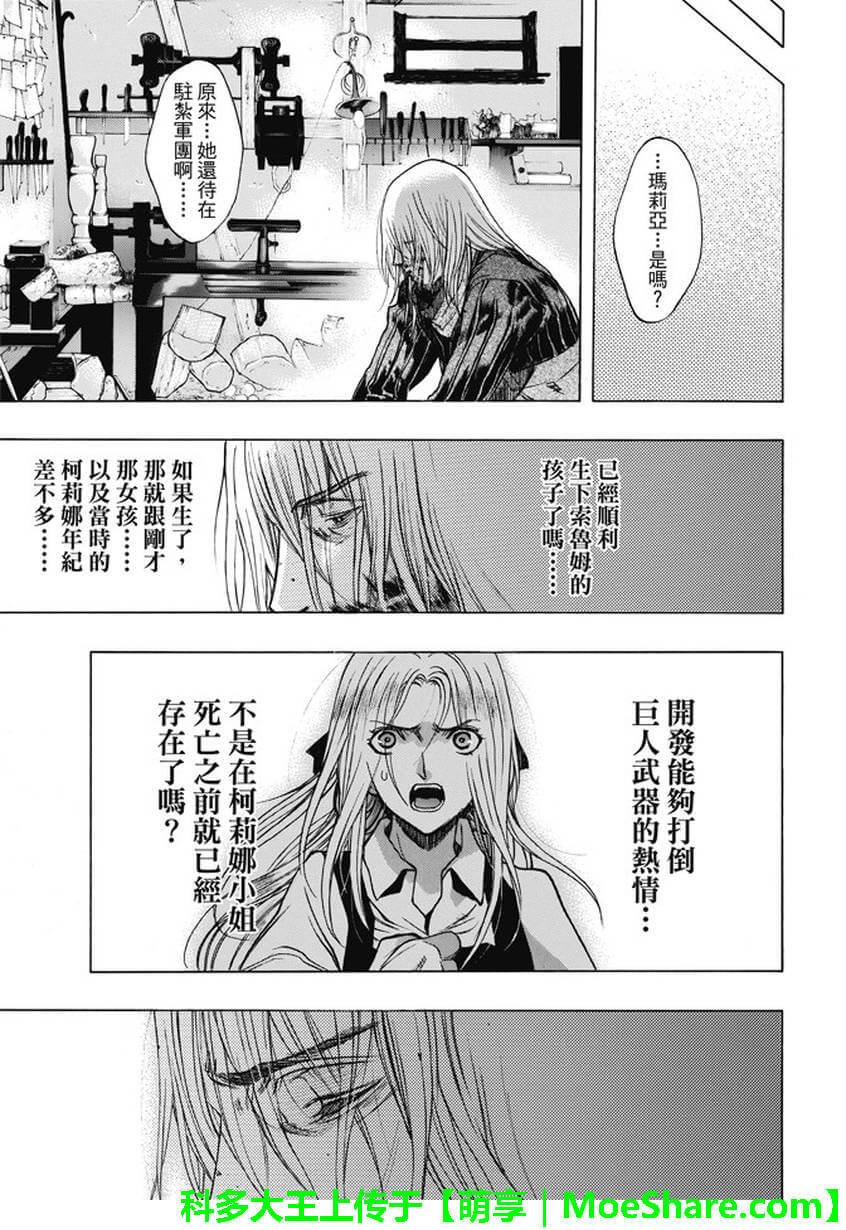 …瑪莉亞…是嗎？
原來…她還待在
駐紮軍團啊……
已經順利
生下索魯姆的
孩子了嗎……
如果生了，
那就跟剛才
那女孩……
以及當時的
柯莉娜年紀
差不多……
開發能夠打倒
巨人武器的熱情…
不是在柯莉娜小姐
死亡之前就已經
存在了嗎？
科多大王上传于【萌享│MoeShare.com】